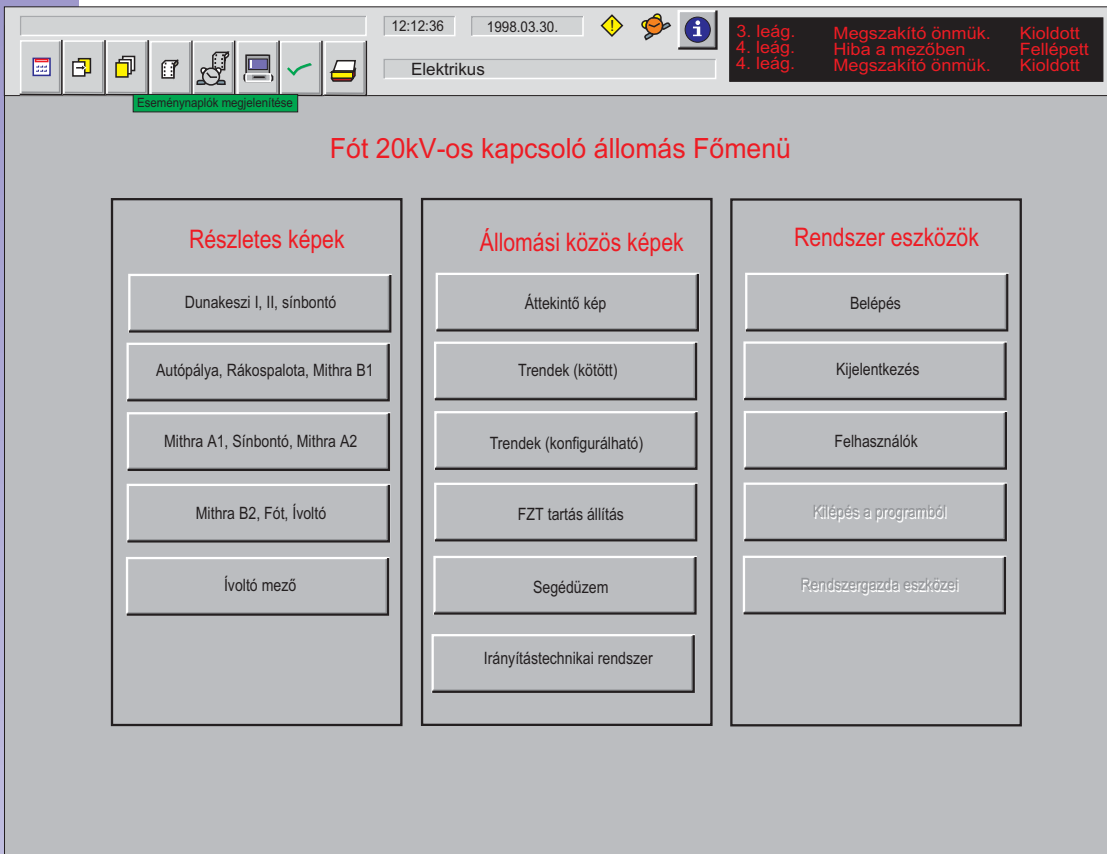 12:12:36 1998.03.30.
3. leág. Megszakító önmük. Kioldott
4. leág. Hiba a mezőben Fellépett
4. leág. Megszakító önmük. Kioldott
Elektrikus
Eseménynaplók megjelenítése
Fót 20kV-os kapcsoló állomás Főmenü
Részletes képek
Dunakeszi I, II, sínbontó
Autópálya, Rákospalota, Mithra B1
Mithra A1, Sínbontó, Mithra A2
Mithra B2, Fót, Ívoltó
Ívoltó mező
Állomási közös képek
Áttekintő kép
Trendek (kötött)
Trendek (konfigurálható)
FZT tartás állítás
Segédüzem
Irányítástechnikai rendszer
Rendszer eszközök
Belépés
Kijelentkezés
Felhasználók
Kilépés a programból
Rendszergazda eszközei